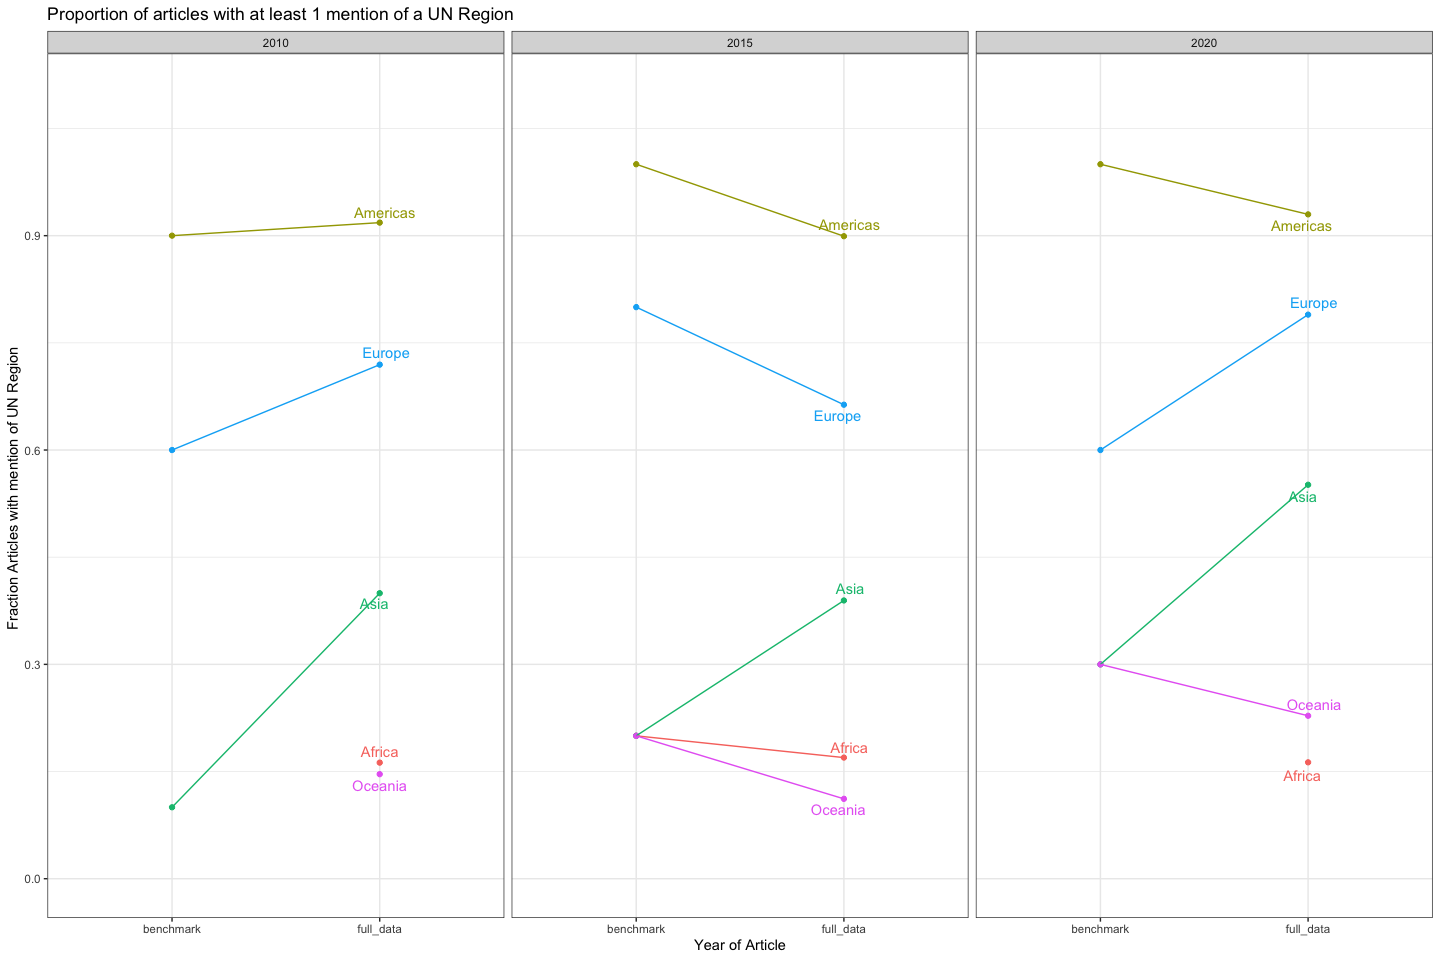 Proportion of articles with at least 1 mention of a UN Region
2010
2015
2020
Fraction Articles with mention of UN Region
0.9
0.6
0.3
0.0
Americas
Europe
Asia
Africa
Oceania
Americas
Europe
Asia
Africa
Oceania
Americas
Europe
Asia
Oceania
Africa
benchmark
full_data
benchmark
full_data
benchmark
full_data
Year of Article